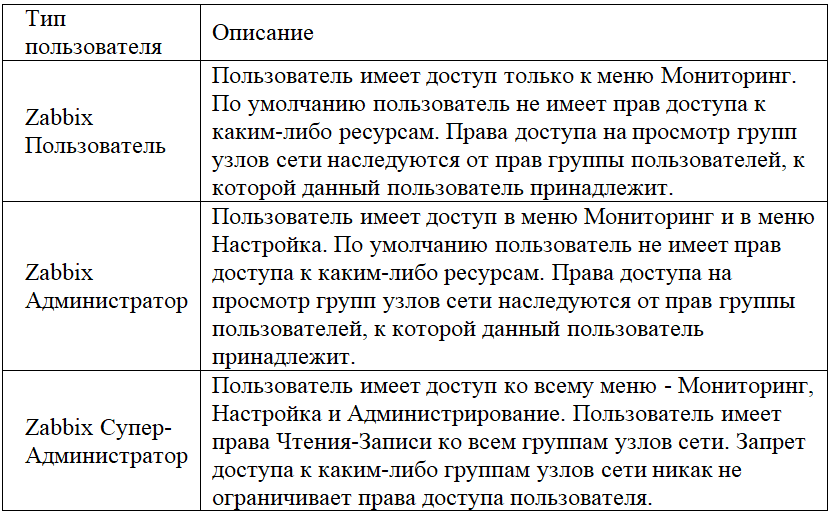 Тип
пользователя
Описание
Zabbix
Пользователь
Пользователь имеет доступ только к меню Мониторинг.
По умолчанию пользователь не имеет прав доступа к
каким-либо ресурсам. Права доступа на просмотр групп
узлов сети наследуются от прав группы пользователей, к
которой данный пользователь принадлежит.
Zabbix
Администратор
Пользователь имеет доступ в меню Мониторинг и в меню
Настройка. По умолчанию пользователь не имеет прав
доступа к каким-либо ресурсам. Права доступа на
просмотр групп узлов сети наследуются от прав группы
пользователей, к которой данный пользователь
принадлежит.
Zabbix Супер-
Администратор
Пользователь имеет доступ ко всему меню - Мониторинг,
Настройка и Администрирование. Пользователь имеет
права Чтения-Записи ко всем группам узлов сети. Запрет
доступа к каким-либо группам узлов сети никак не
ограничивает права доступа пользователя.